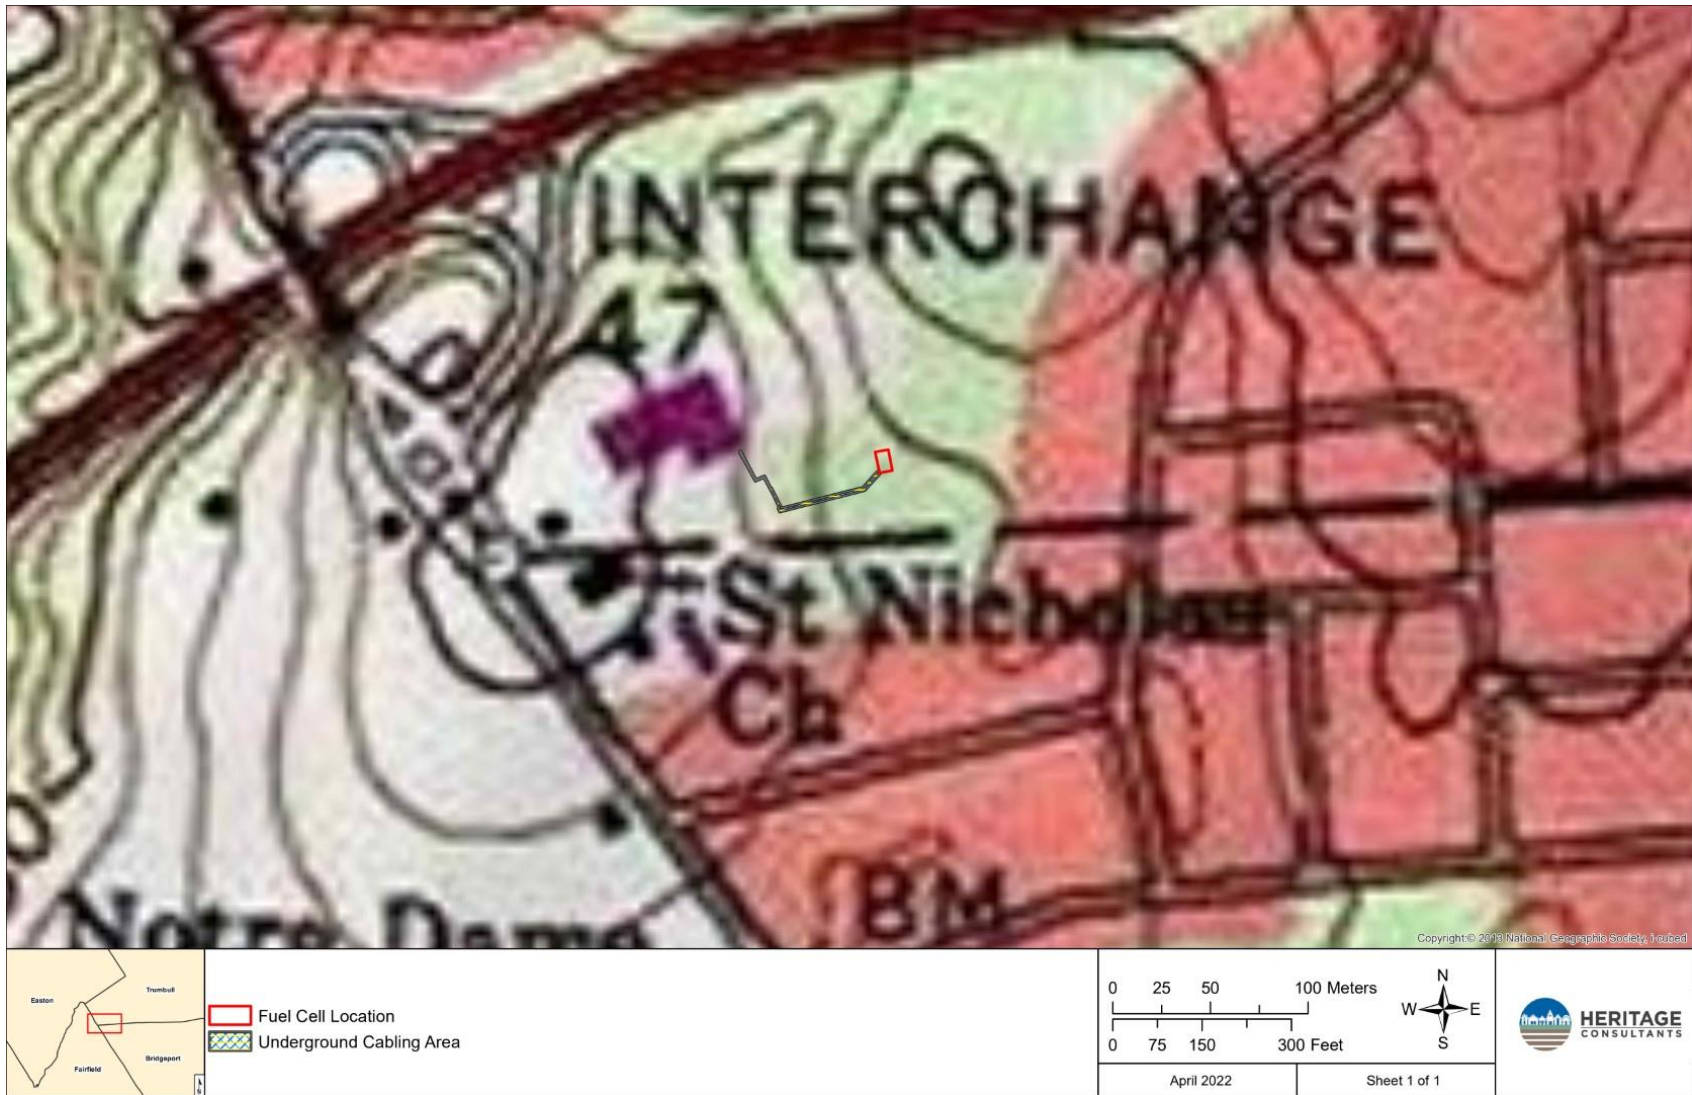 INTERCHANGE
47
St Nicholas
Ch
BM
Notre Dame
Copyright:© 2013 National Geographic Society, i-cubed
Easton
Trumbull
Fairfield
Bridgeport
N
Fuel Cell Location
Underground Cabling Area
0 25 50 100 Meters
0 75 150 300 Feet
N
W E
S
April 2022
Sheet 1 of 1
HERITAGE
CONSULTANTS